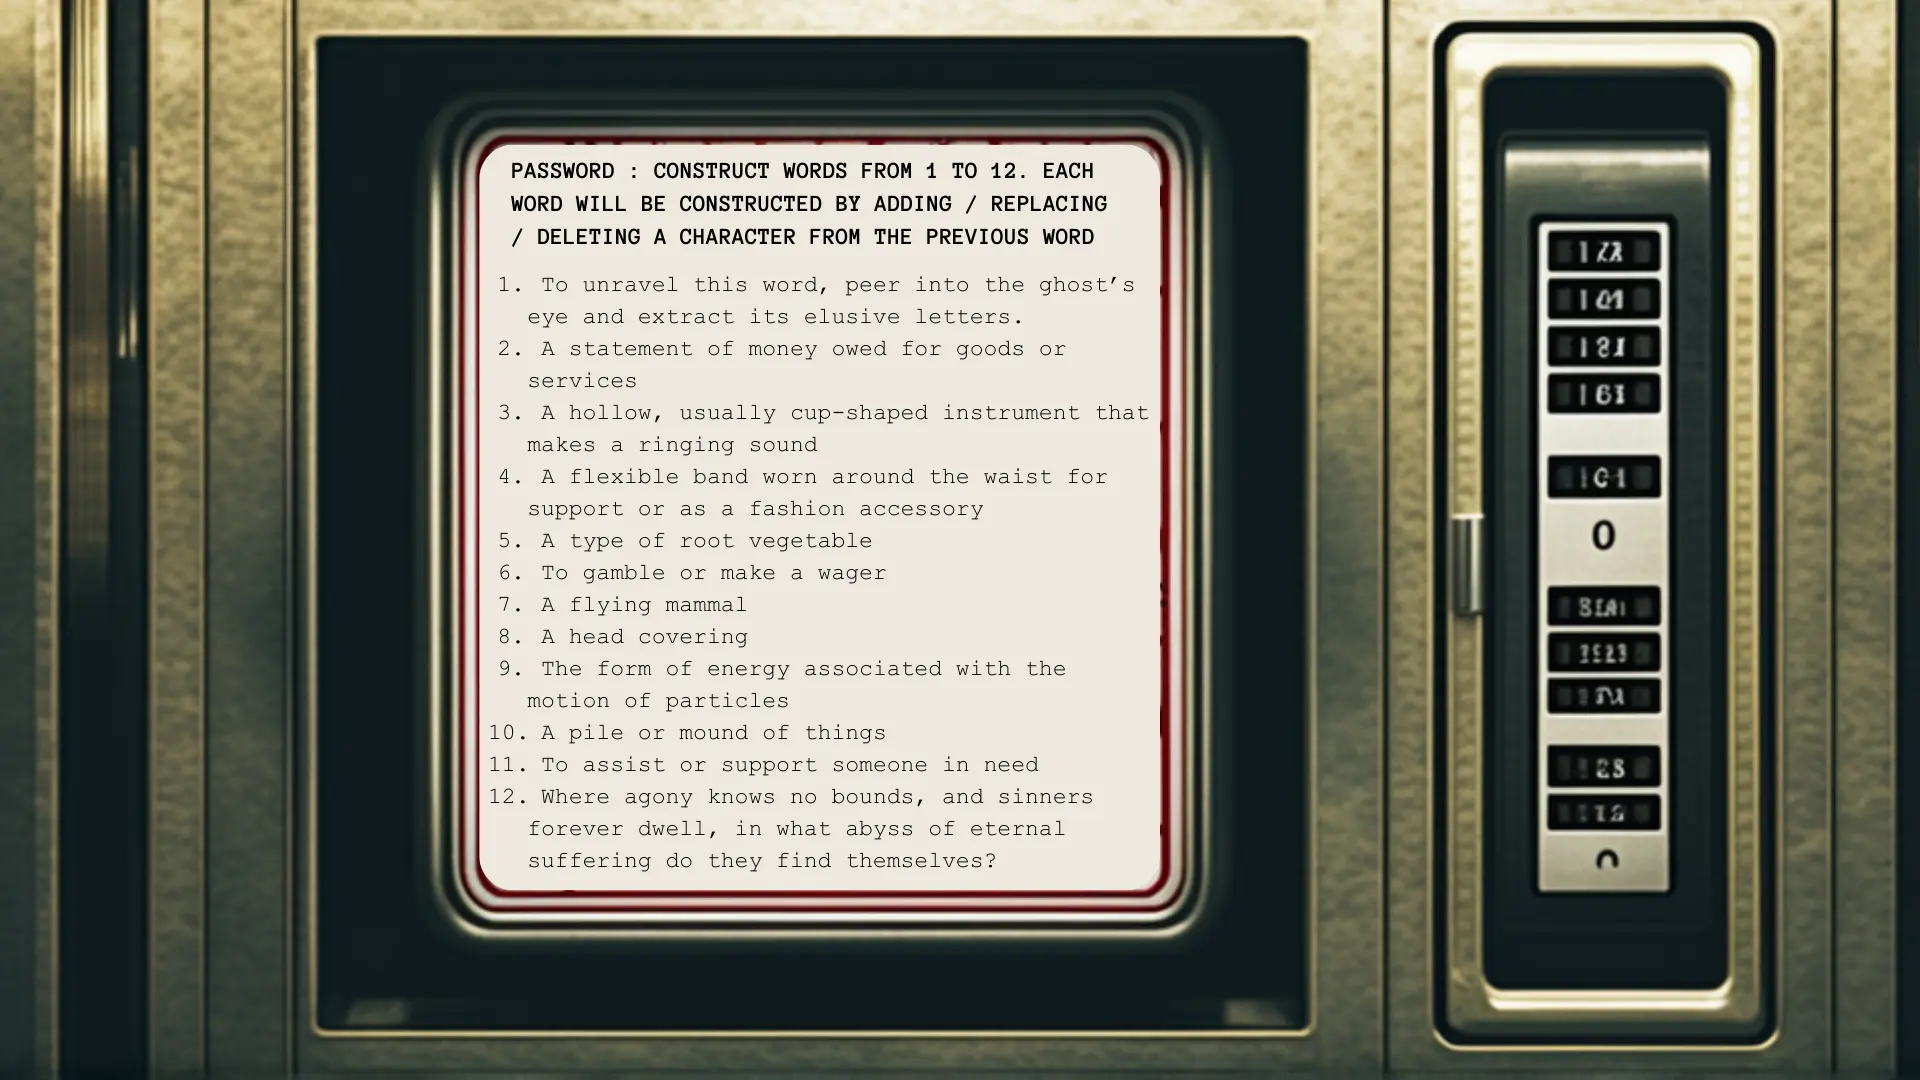 PASSWORD : CONSTRUCT WORDS FROM 1 TO 12. EACH
WORD WILL BE CONSTRUCTED BY ADDING / REPLACING
/ DELETING A CHARACTER FROM THE PREVIOUS WORD
1. To unravel this word, peer into the ghost’s
eye and extract its elusive letters.
2. A statement of money owed for goods or
services
3. A hollow, usually cup-shaped instrument that
makes a ringing sound
4. A flexible band worn around the waist for
support or as a fashion accessory
5. A type of root vegetable
6. To gamble or make a wager
7. A flying mammal
8. A head covering
9. The form of energy associated with the
motion of particles
10. A pile or mound of things
11. To assist or support someone in need
12. Where agony knows no bounds, and sinners
forever dwell, in what abyss of eternal
suffering do they find themselves?
0